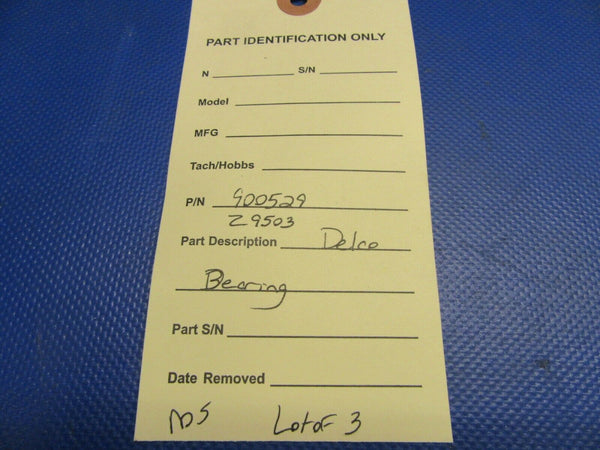 PART IDENTIFICATION ONLY
N S/N
Model
MFG
Tach/Hobbs
P/N 900529
Z9503
Part Description Delco
Bearing
Part S/N
Date Removed
NS Lot of 3